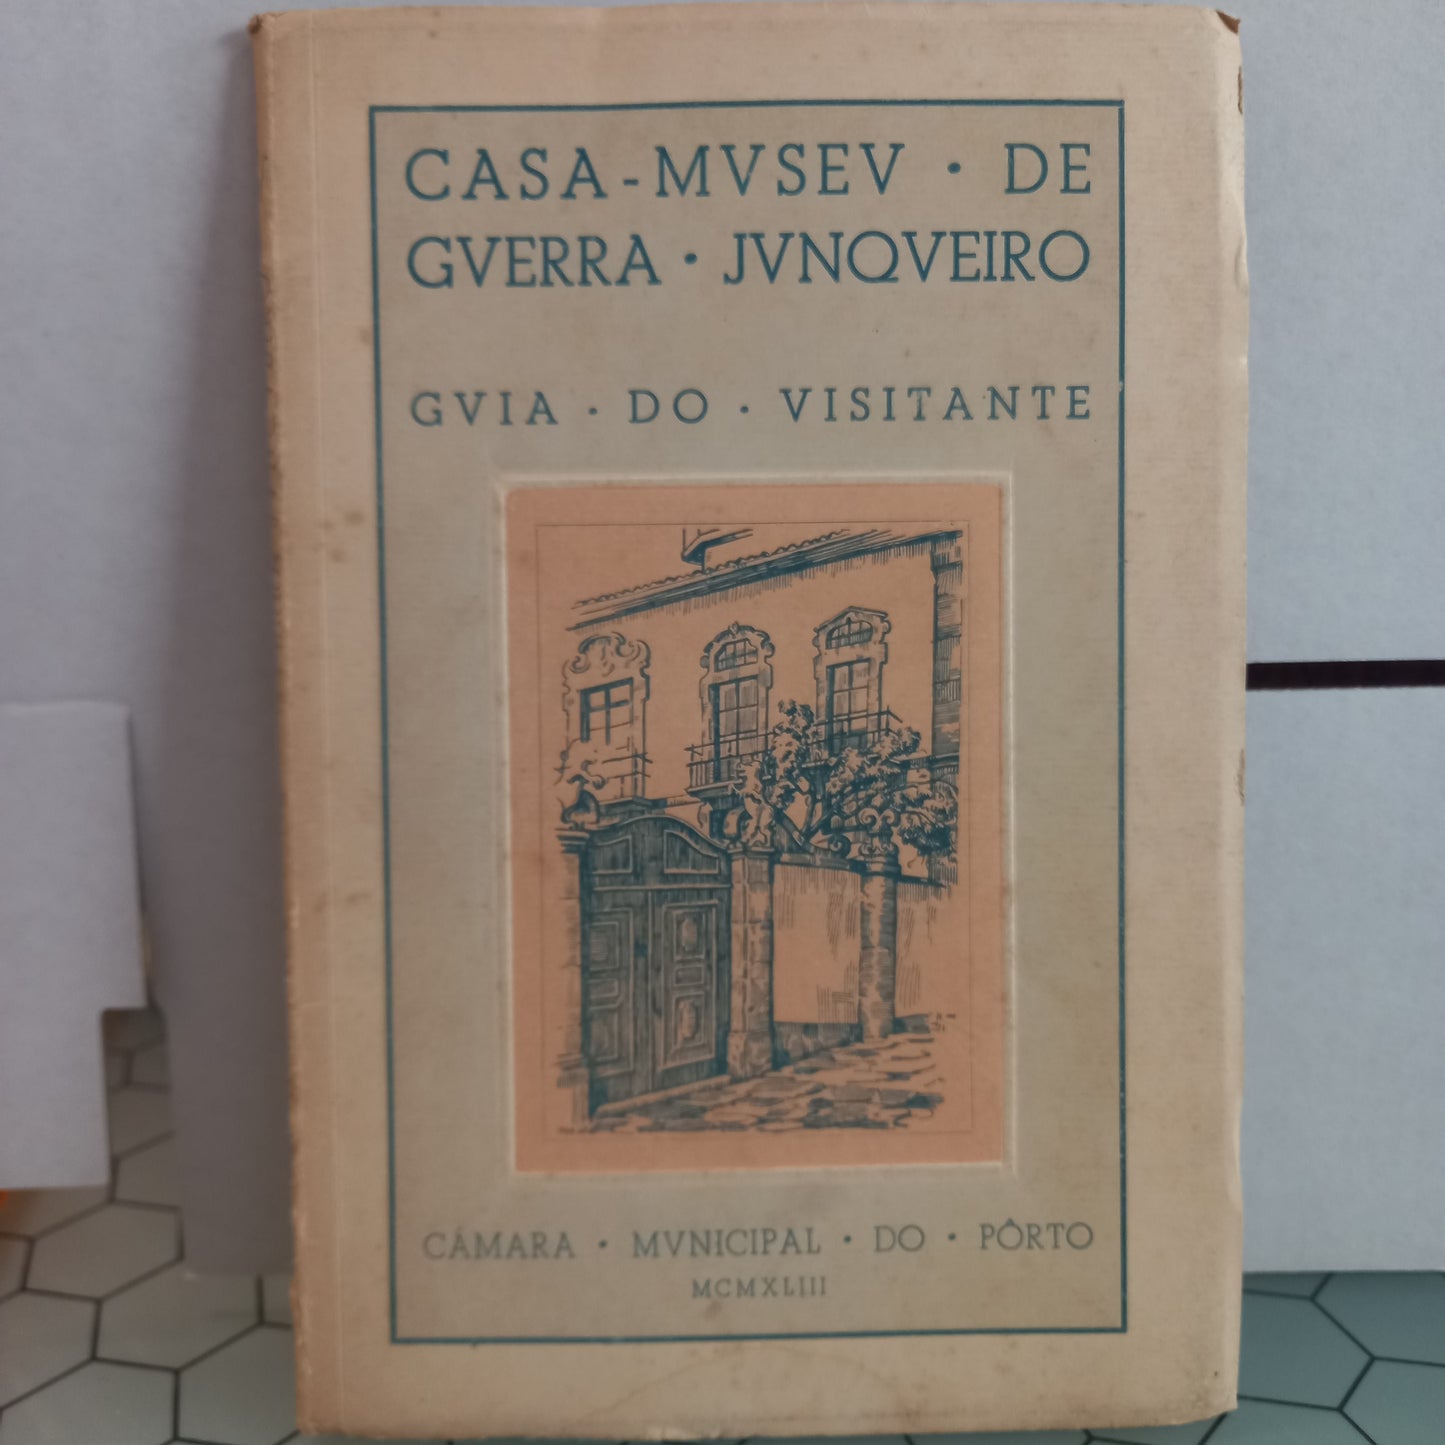 CASA-MVSEV · DE
GVERRA · JVNQVEIRO
GVIA · DO · VISITANTE
CÂMARA · MVNICIPAL · DO · PÔRTO
MCMXLIII